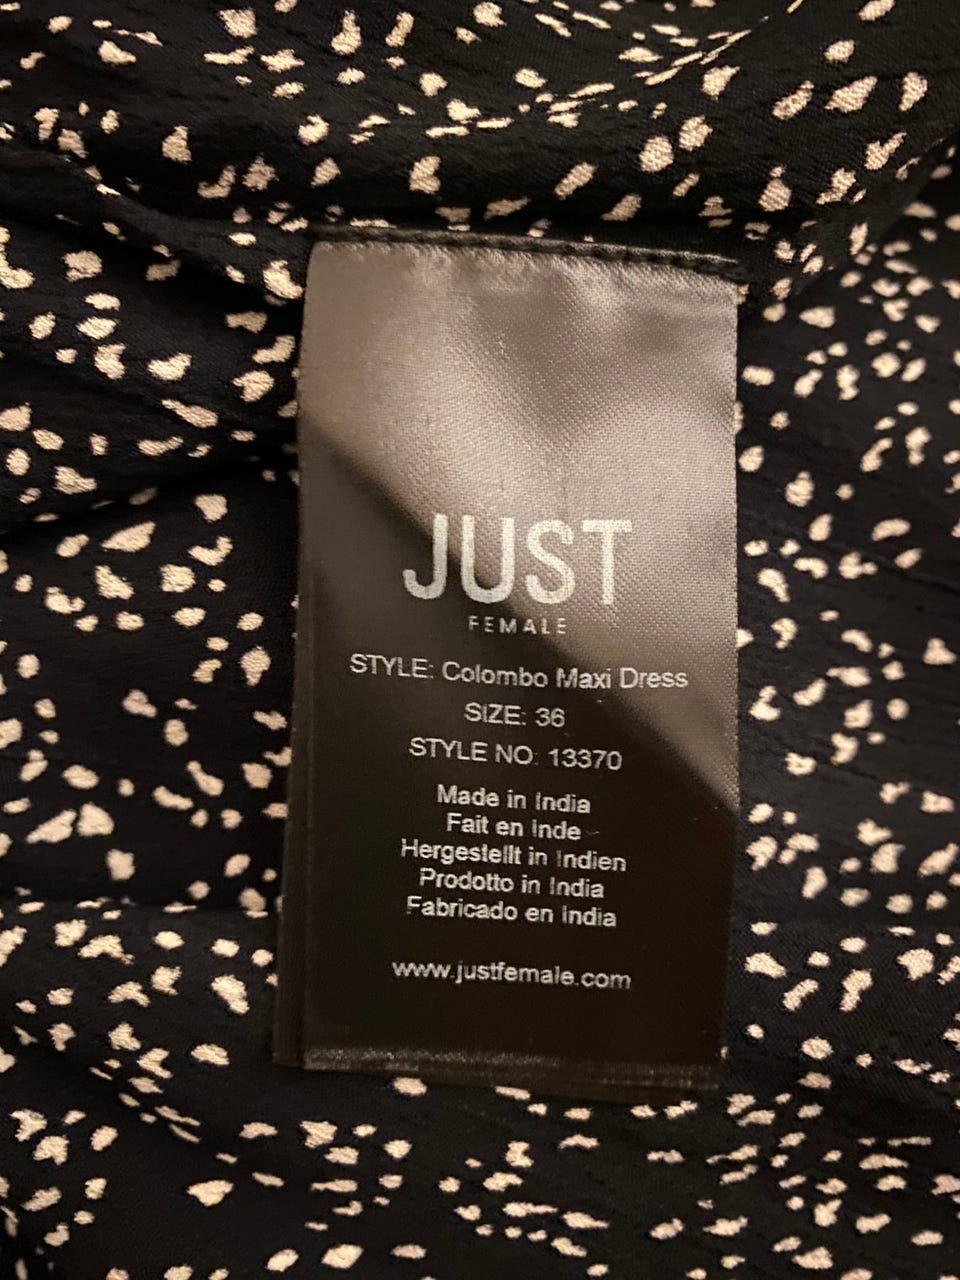 JUST
FEMALE
STYLE: Colombo Maxi Dress
SIZE: 36
STYLE NO: 13370
Made in India
Fait en Inde
Hergestellt in Indien
Prodotto in India
Fabricado en India
www.justfemale.com